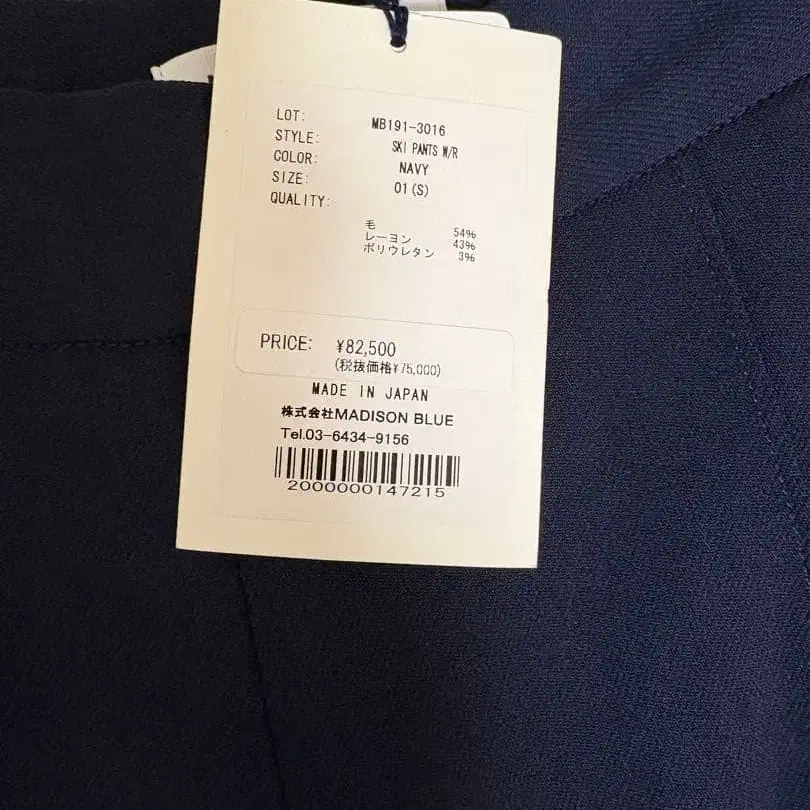 LOT: MB191-3016
STYLE: SKI PANTS W/R
COLOR: NAVY
SIZE: 01(S)
QUALITY:
毛 54%
レーヨン 43%
ポリウレタン 3%
PRICE: ¥82,500
(税抜価格¥75,000)
MADE IN JAPAN
株式会社MADISON BLUE
Tel.03-6434-9156
2000000147215